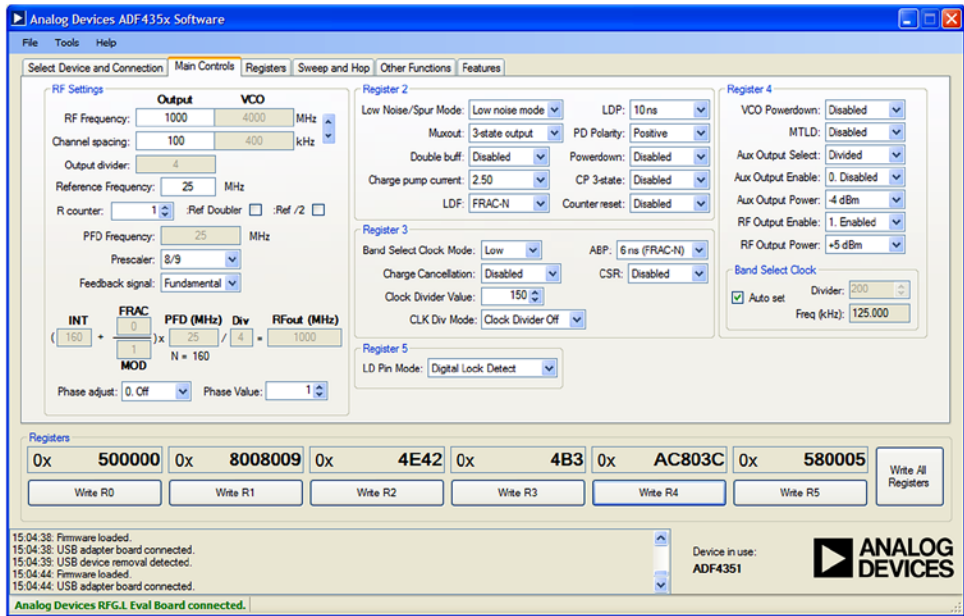 Analog Devices ADF435x Software
File Tools Help
Select Device and Connection Main Controls Registers Sweep and Hop Other Functions Features
RF Settings
Output VCO
RF Frequency: 1000 4000 MHz
Channel spacing: 100 400 kHz
Output divider: 4
Reference Frequency: 25 MHz
R counter: 1 :Ref Doubler :Ref /2
PFD Frequency: 25 MHz
Prescaler: 8/9
Feedback signal: Fundamental
INT FRAC PFD (MHz) Div RFout (MHz)
0
( 160 + )x 25 / 4 = 1000
1
MOD N = 160
Phase adjust: 0. Off Phase Value: 1
Register 2
Low Noise/Spur Mode: Low noise mode LDP: 10ns
Muxout: 3-state output PD Polarity: Positive
Double buff: Disabled Powerdown: Disabled
Charge pump current: 2.50 CP 3-state: Disabled
LDF: FRAC-N Counter reset: Disabled
Register 3
Band Select Clock Mode: Low ABP: 6 ns (FRAC-N)
Charge Cancellation: Disabled CSR: Disabled
Clock Divider Value: 150
CLK Div Mode: Clock Divider Off
Register 5
LD Pin Mode: Digital Lock Detect
Register 4
VCO Powerdown: Disabled
MTLD: Disabled
Aux Output Select: Divided
Aux Output Enable: 0. Disabled
Aux Output Power: -4 dBm
RF Output Enable: 1. Enabled
RF Output Power: +5 dBm
Band Select Clock
Auto set Divider: 200
Freq (kHz): 125.000
Registers
0x 500000 0x 8008009 0x 4E42 0x 4B3 0x AC803C 0x 580005
Write R0 Write R1 Write R2 Write R3 Write R4 Write R5
Write All
Registers
15:04:38: Firmware loaded.
15:04:38: USB adapter board connected.
15:04:39: USB device removal detected.
15:04:44: Firmware loaded.
15:04:44: USB adapter board connected.
Device in use:
ADF4351
ANALOG
DEVICES
Analog Devices RFG.L Eval Board connected.